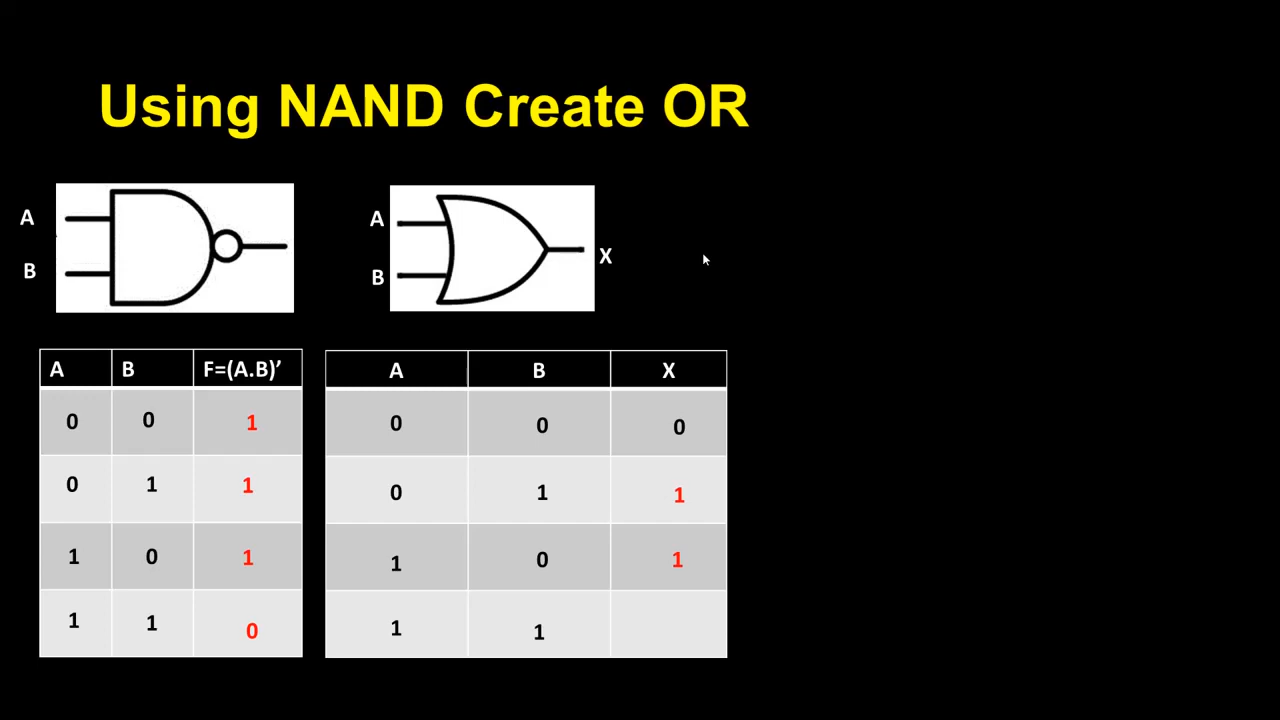 Using NAND Create OR
A
B
A
B
X
A B F=(A.B)’
0 0 1
0 1 1
1 0 1
1 1 0
A B X
0 0 0
0 1 1
1 0 1
1 1